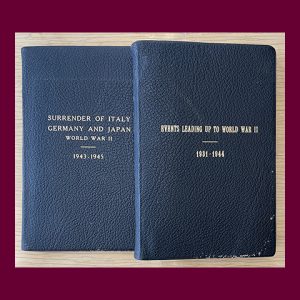 SURRENDER OF ITALY
GERMANY AND JAPAN
WORLD WAR II
1943-1945
EVENTS LEADING UP TO WORLD WAR II
1931-1944